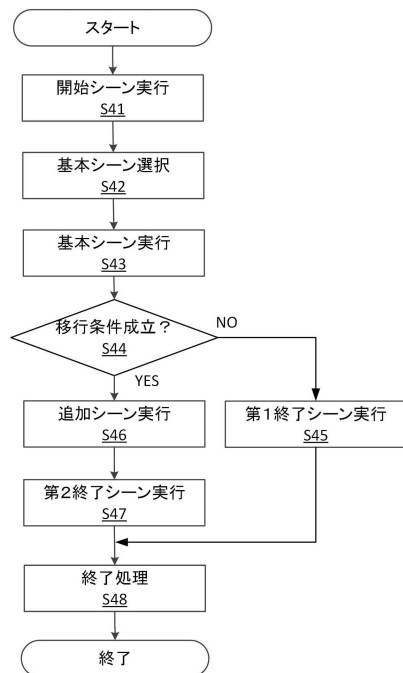 スタート
開始シーン実行
S41
基本シーン選択
S42
基本シーン実行
S43
移行条件成立？
S44
NO
YES
追加シーン実行
S46
第１終了シーン実行
S45
第２終了シーン実行
S47
終了処理
S48
終了